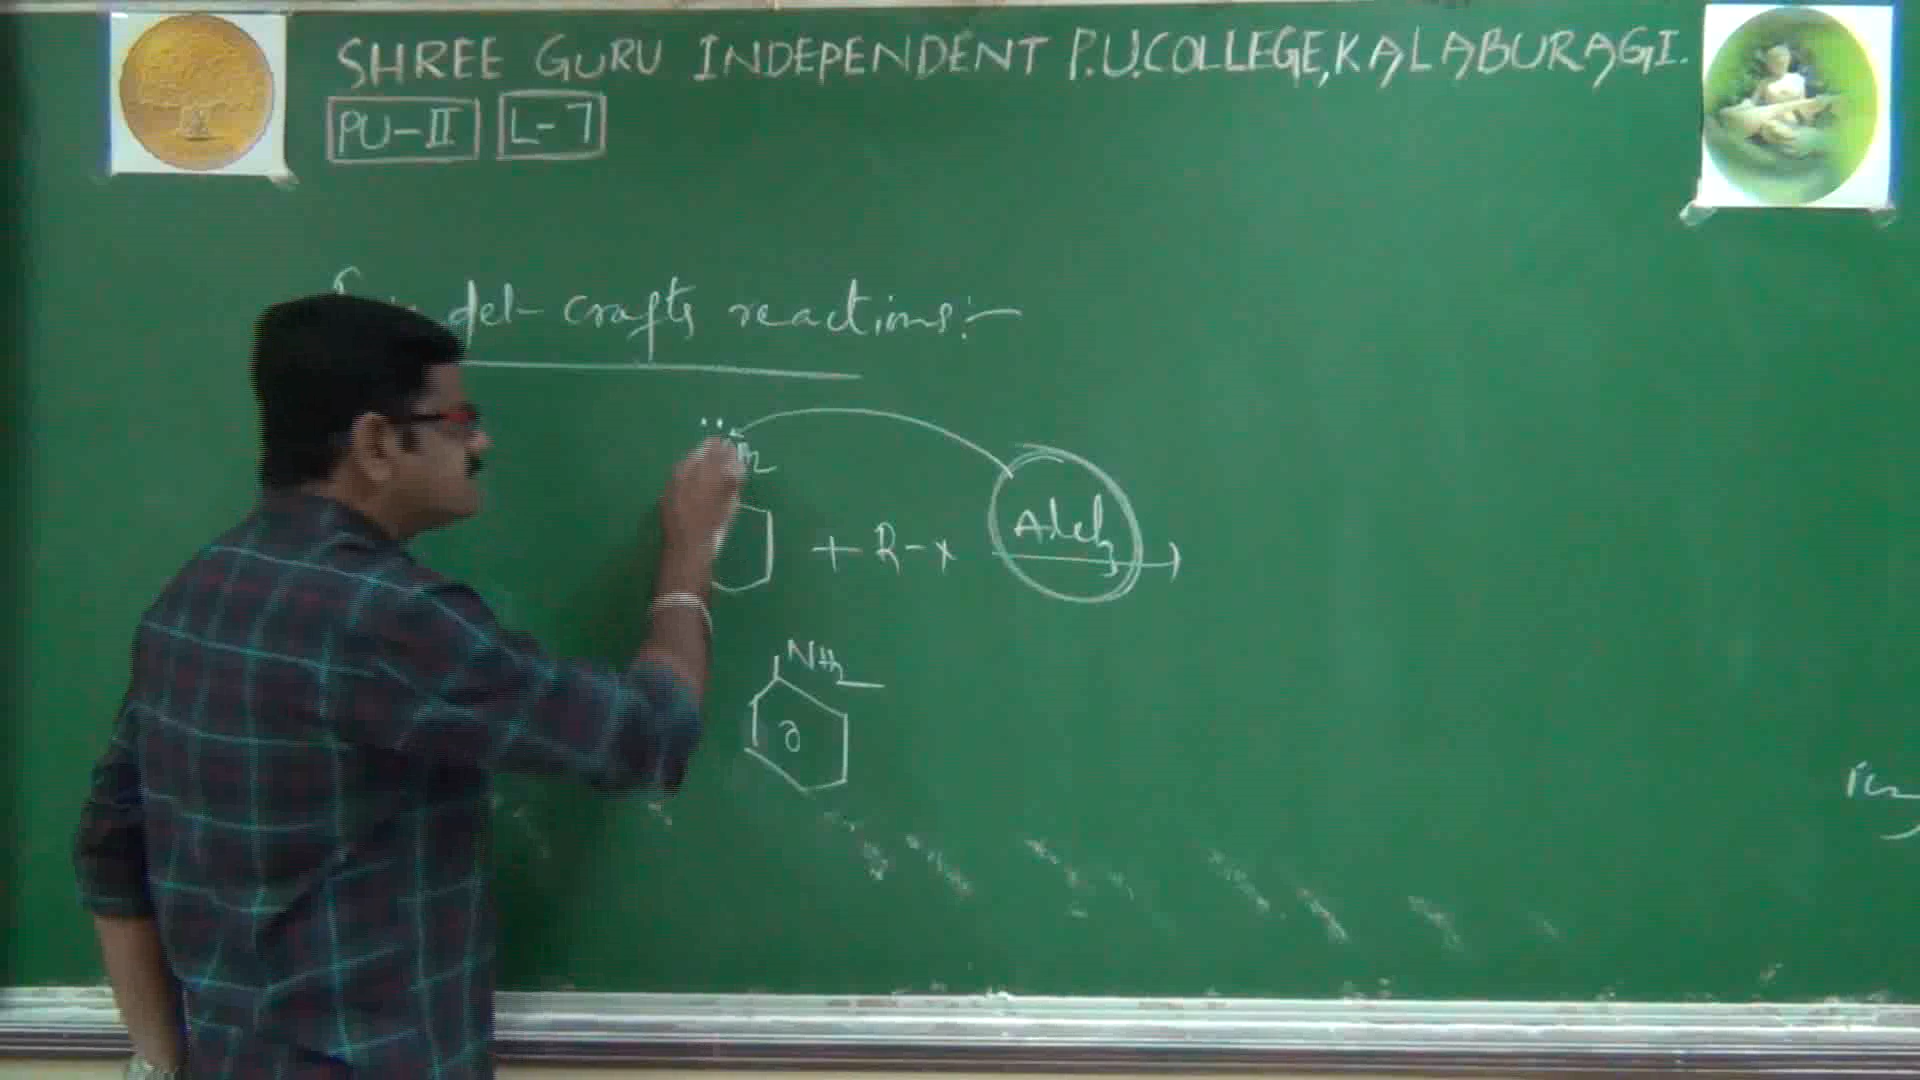 SHREE GURU INDEPENDENT P.U.COLLEGE, KALABURAGI.
PU-II L-7
del- crafts reactions:-
+ R-x Alcl3
NH2